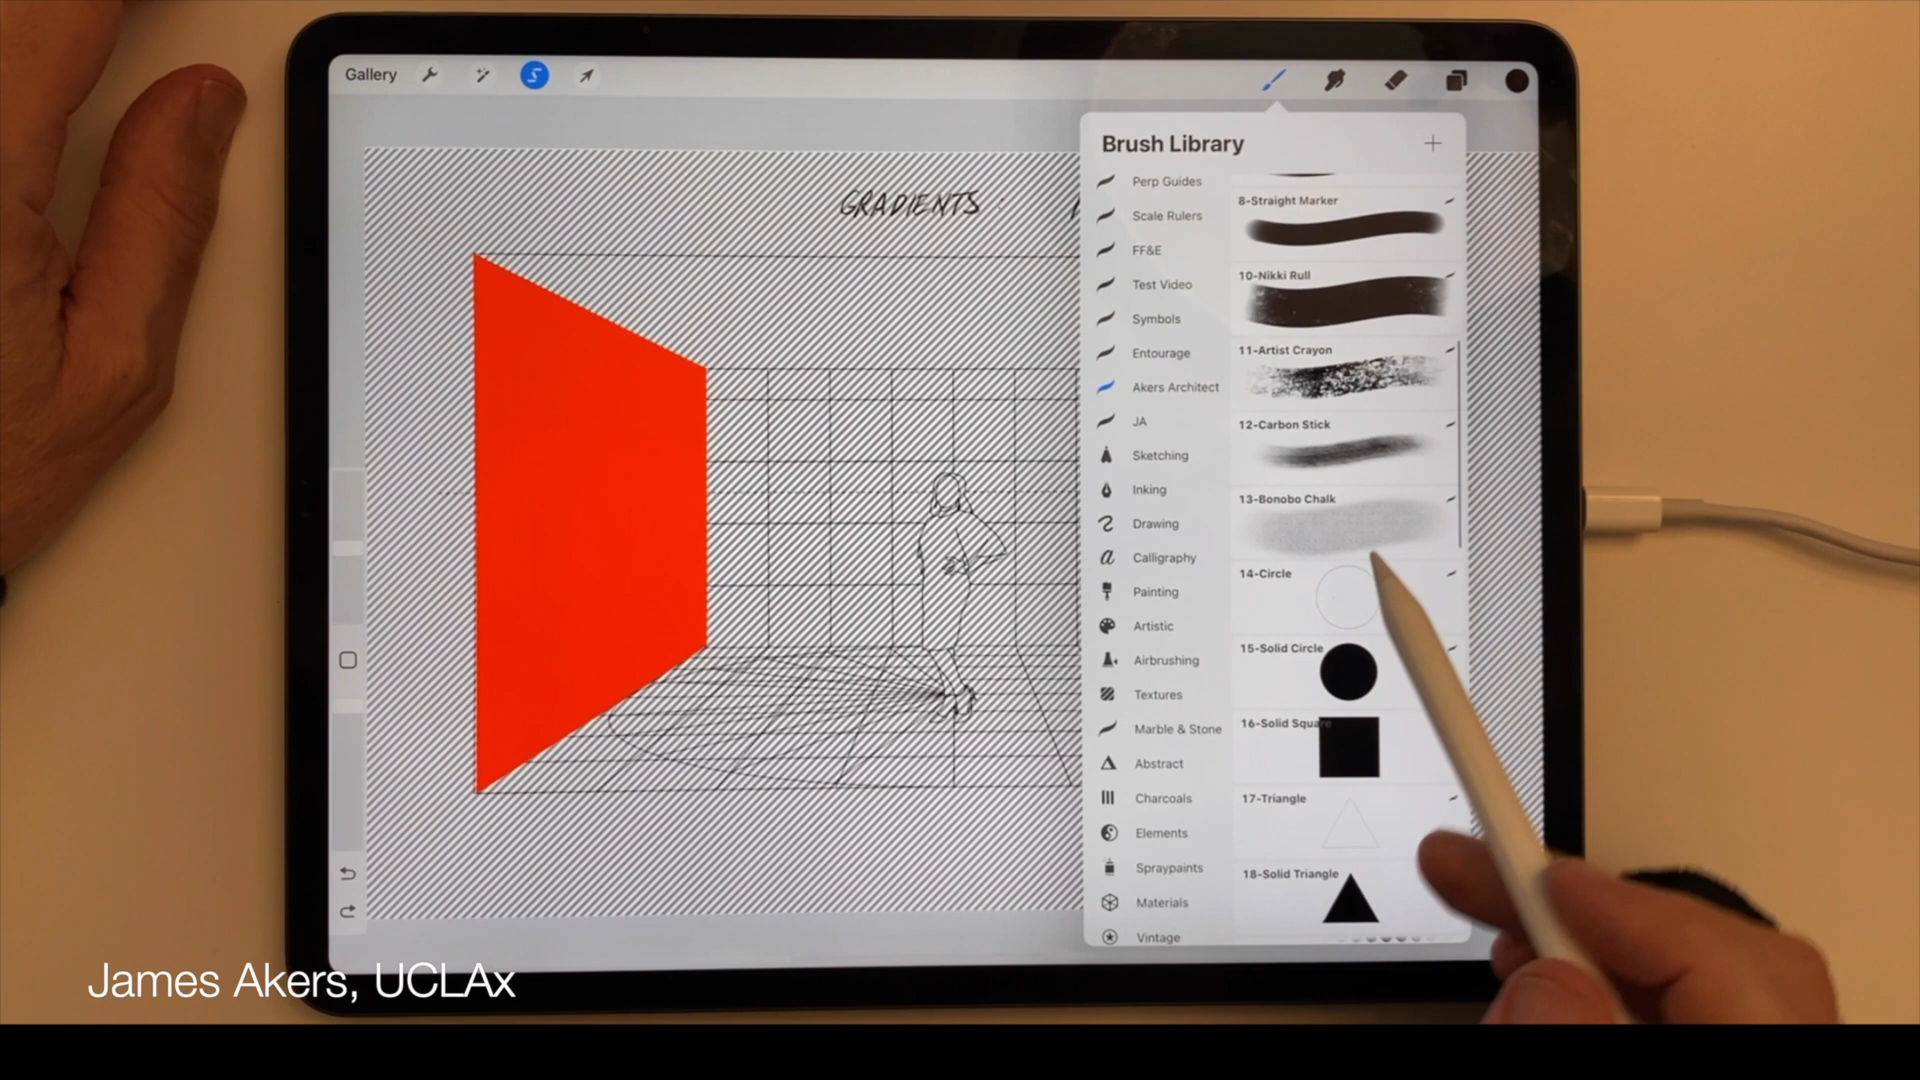 Gallery
GRADIENTS :
Brush Library
Perp Guides
Scale Rulers
FF&E
Test Video
Symbols
Entourage
Akers Architect
JA
Sketching
Inking
Drawing
Calligraphy
Painting
Artistic
Airbrushing
Textures
Marble & Stone
Abstract
Charcoals
Elements
Spraypaints
Materials
Vintage
8-Straight Marker
10-Nikki Rull
11-Artist Crayon
12-Carbon Stick
13-Bonobo Chalk
14-Circle
15-Solid Circle
16-Solid Square
17-Triangle
18-Solid Triangle
James Akers, UCLAx